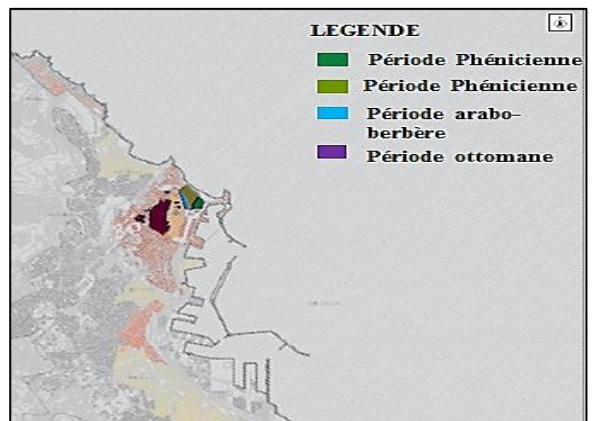 LEGENDE
Période Phénicienne
Période Phénicienne
Période arabo-
berbère
Période ottomane